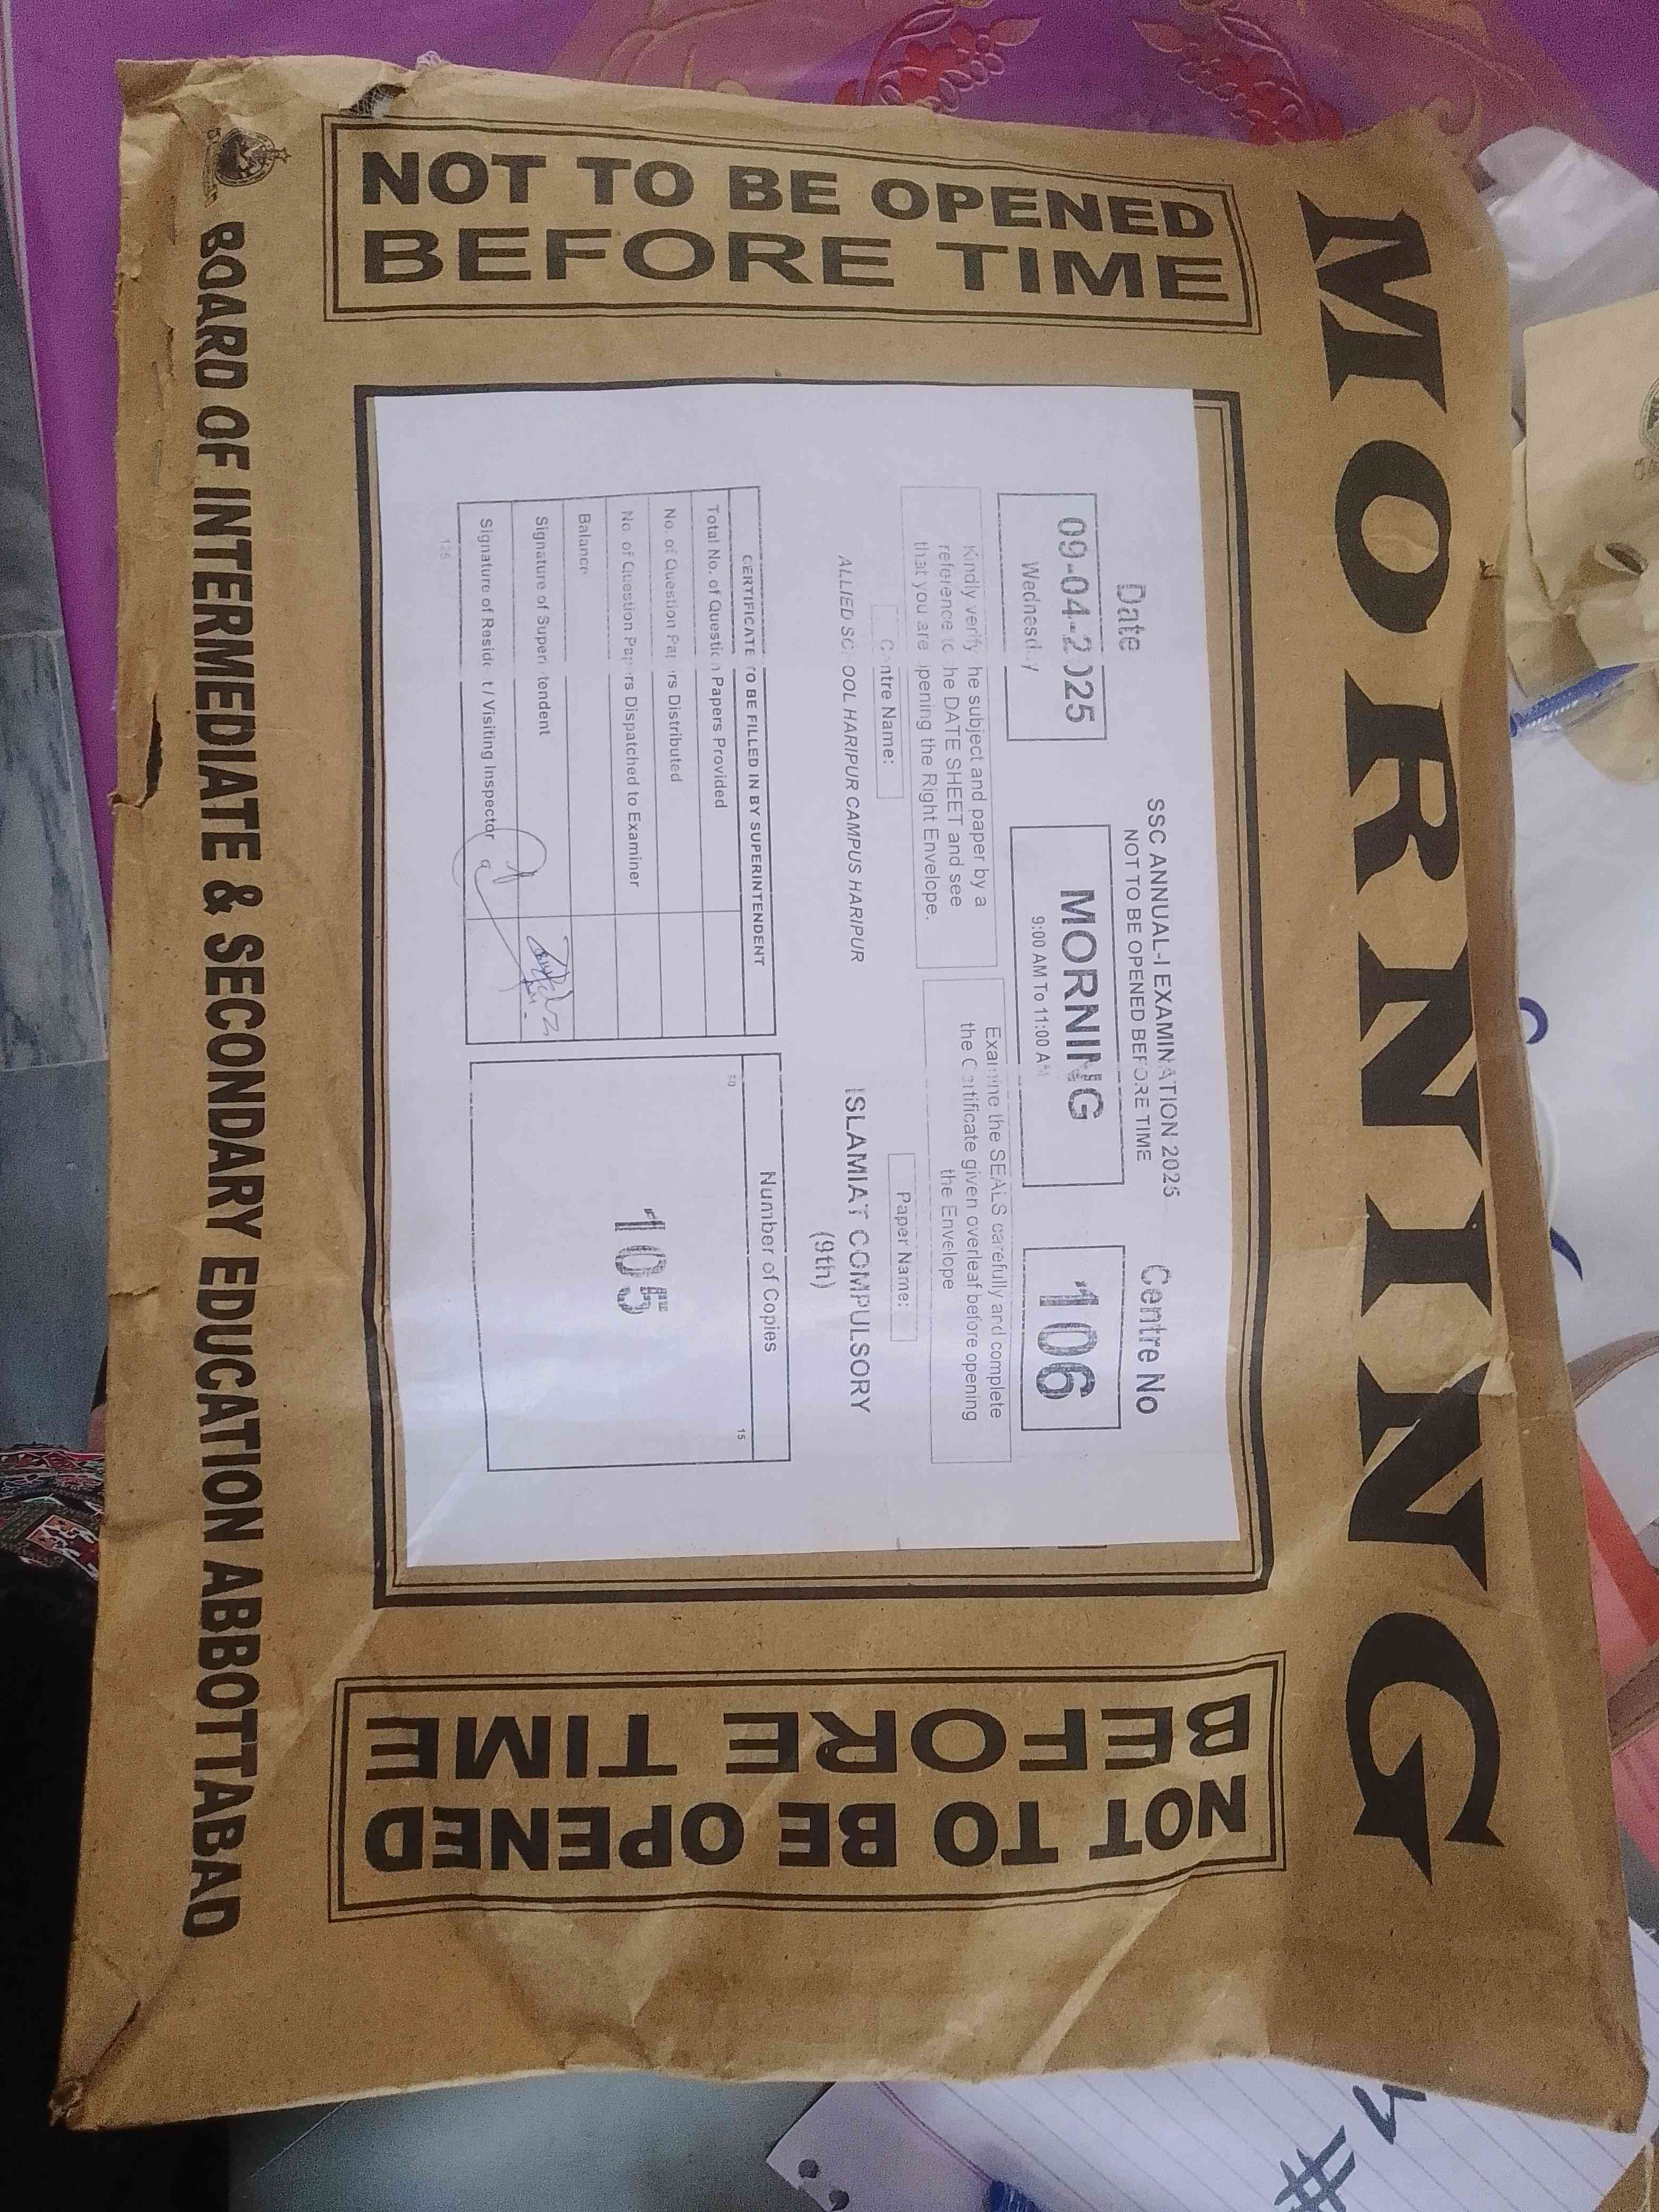 MORNING
NOT TO BE OPENED
BEFORE TIME
SSC ANNUAL-I EXAMINATION 2025
NOT TO BE OPENED BEFORE TIME
Date
09-04-2025
Wednesday
MORNING
9:00 AM To 11:00 AM
Centre No
106
Kindly verify the subject and paper by a
reference to the DATE SHEET and see
that you are opening the Right Envelope.
Examine the SEALS carefully and complete
the Certificate given overleaf before opening
the Envelope
Centre Name:
ALLIED SCHOOL HARIPUR CAMPUS HARIPUR
Paper Name:
ISLAMIAT COMPULSORY
(9th)
CERTIFICATE TO BE FILLED IN BY SUPERINTENDENT
Total No. of Question Papers Provided
No. of Question Papers Distributed
No. of Question Papers Dispatched to Examiner
Balance
Signature of Superintendent
Signature of Resident / Visiting Inspector
125
Number of Copies
15
105
NOT TO BE OPENED
BEFORE TIME
BOARD OF INTERMEDIATE & SECONDARY EDUCATION ABBOTTABAD